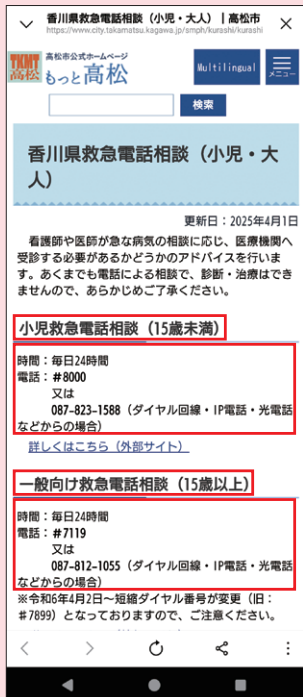 香川県救急電話相談（小児・大人）｜高松市
https://www.city.takamatsu.kagawa.jp/smph/kurashi/kurashi
TKMT
高松
高松市公式ホームページ
もっと高松
Multilingual
メニュー
検索
香川県救急電話相談（小児・大
人）
更新日：2025年4月1日
看護師や医師が急な病気の相談に応じ、医療機関へ
受診する必要があるかどうかのアドバイスを行いま
す。あくまでも電話による相談で、診断・治療はでき
ませんので、あらかじめご了承ください。
小児救急電話相談（15歳未満）
時間：毎日24時間
電話：＃8000
又は
087-823-1588（ダイヤル回線・IP電話・光電話
などからの場合）
詳しくはこちら（外部サイト）
一般向け救急電話相談（15歳以上）
時間：毎日24時間
電話：＃7119
又は
087-812-1055（ダイヤル回線・IP電話・光電話
などからの場合）
※令和6年4月2日～短縮ダイヤル番号が変更（旧：
＃7899）となっておりますので、ご注意ください。